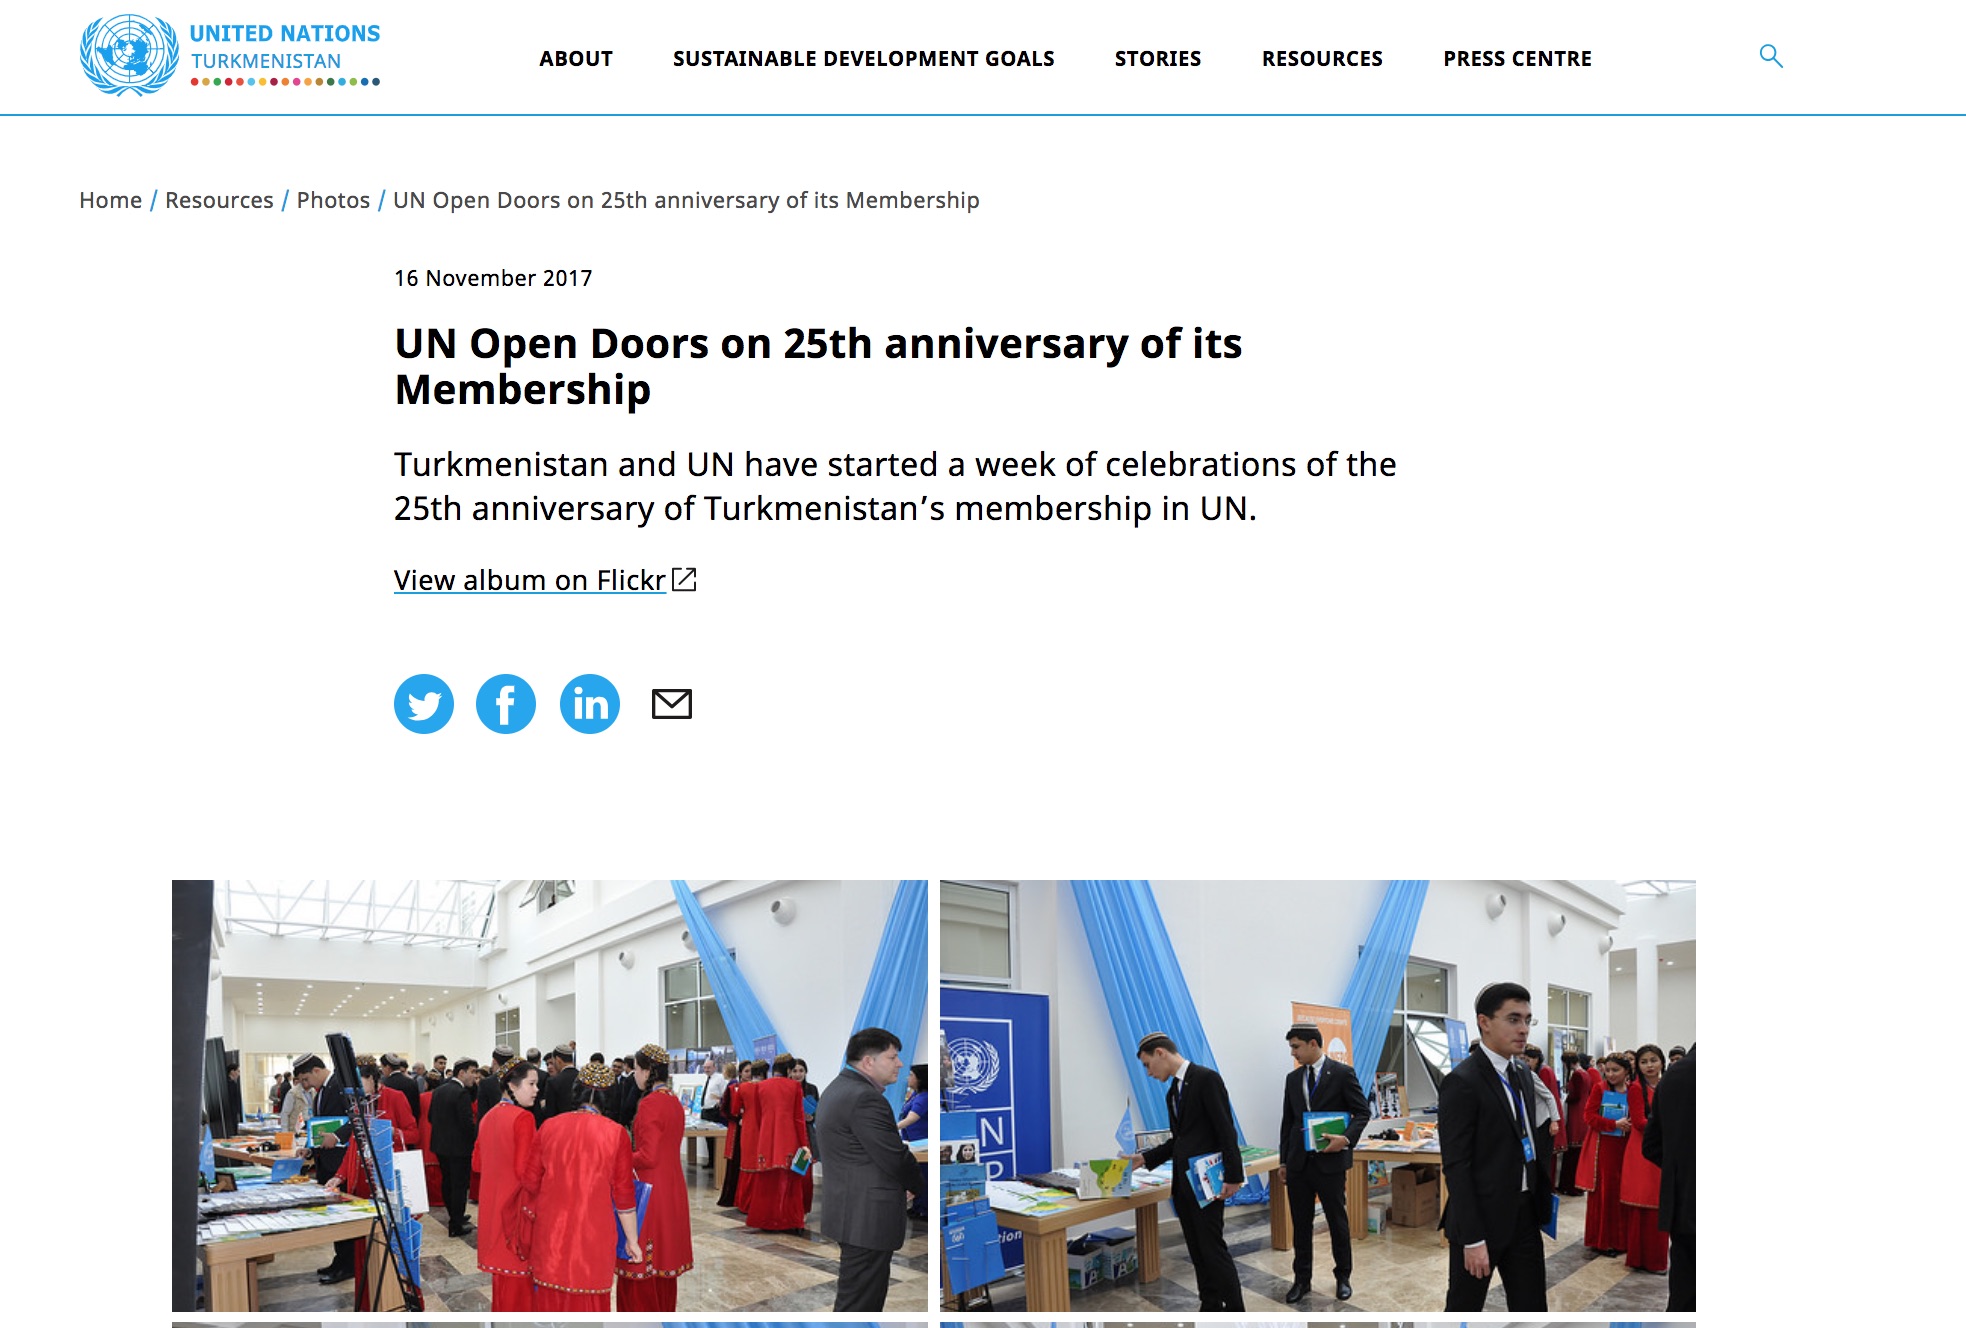 UNITED NATIONS
TURKMENISTAN
ABOUT
SUSTAINABLE DEVELOPMENT GOALS
STORIES
RESOURCES
PRESS CENTRE
Home / Resources / Photos / UN Open Doors on 25th anniversary of its Membership
16 November 2017
UN Open Doors on 25th anniversary of its
Membership
Turkmenistan and UN have started a week of celebrations of the
25th anniversary of Turkmenistan’s membership in UN.
View album on Flickr
f
in
N
P